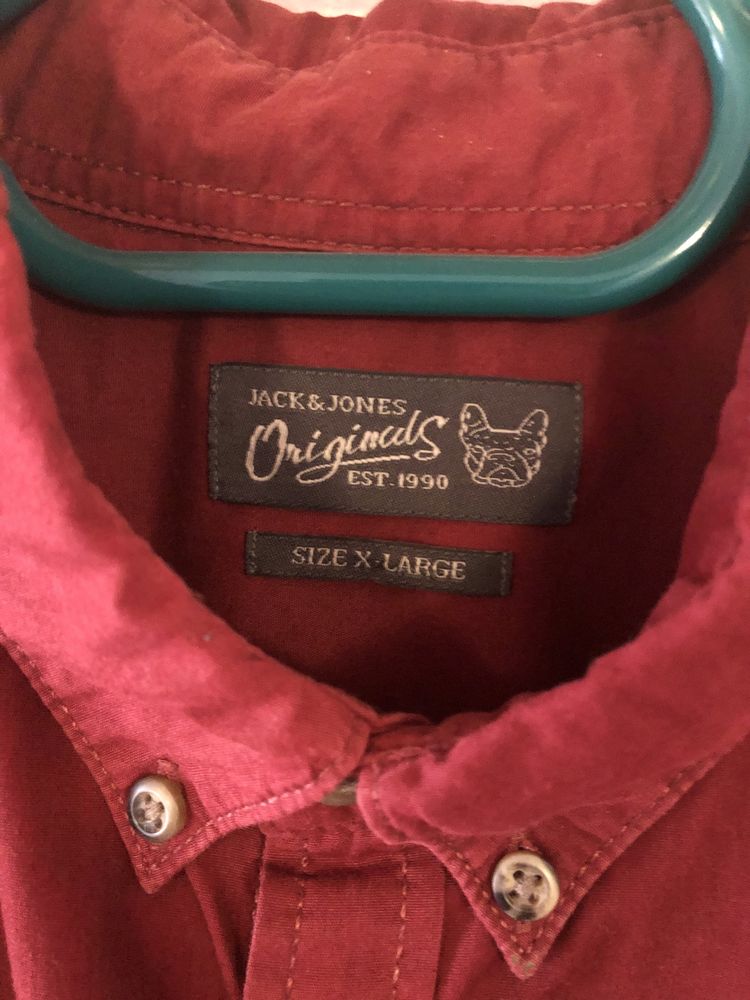 JACK&JONES
Originals
EST. 1990
SIZE X-LARGE